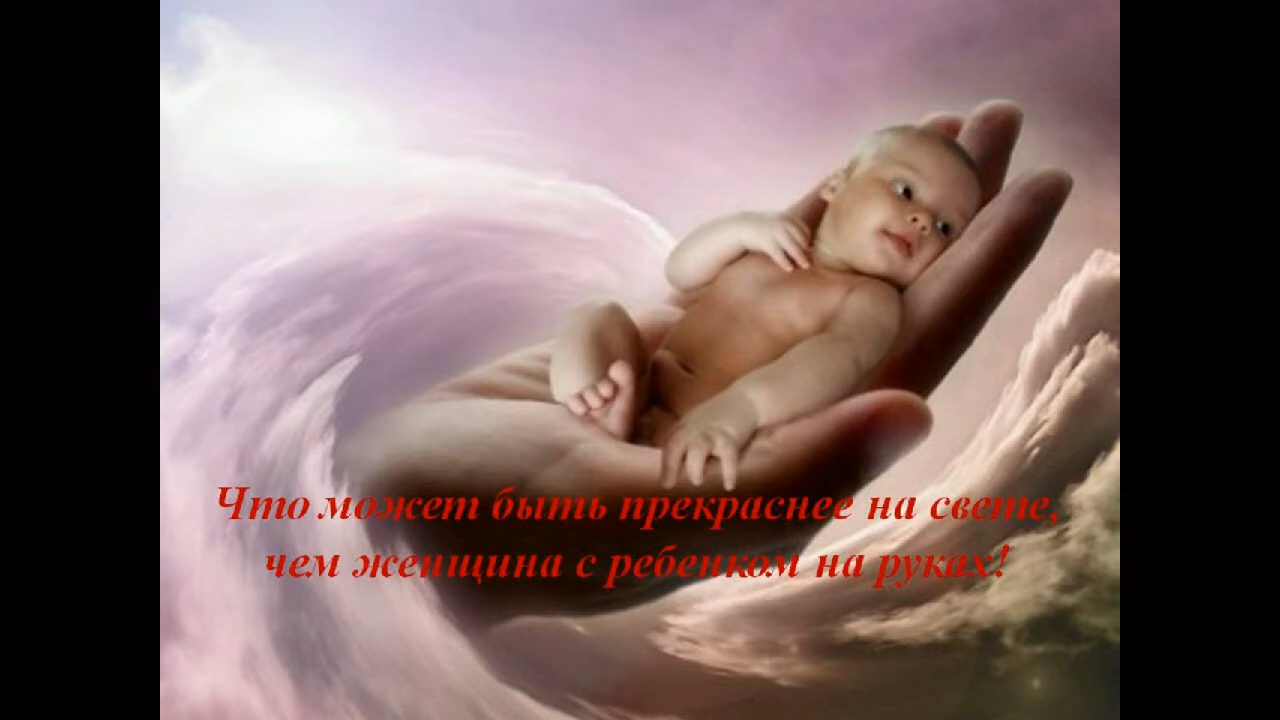 Что может быть прекраснее на свете,
чем женщина с ребенком на руках!